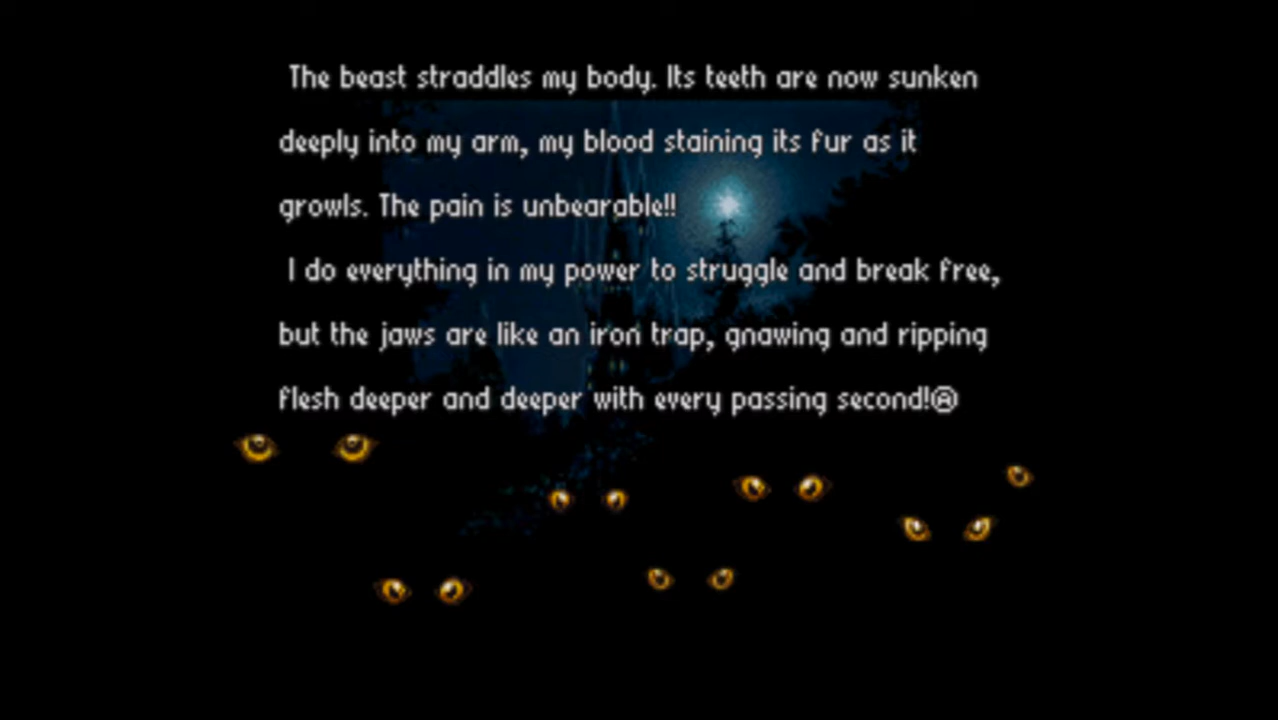 The beast straddles my body. Its teeth are now sunken
deeply into my arm, my blood staining its fur as it
growls. The pain is unbearable!!
I do everything in my power to struggle and break free,
but the jaws are like an iron trap, gnawing and ripping
flesh deeper and deeper with every passing second!